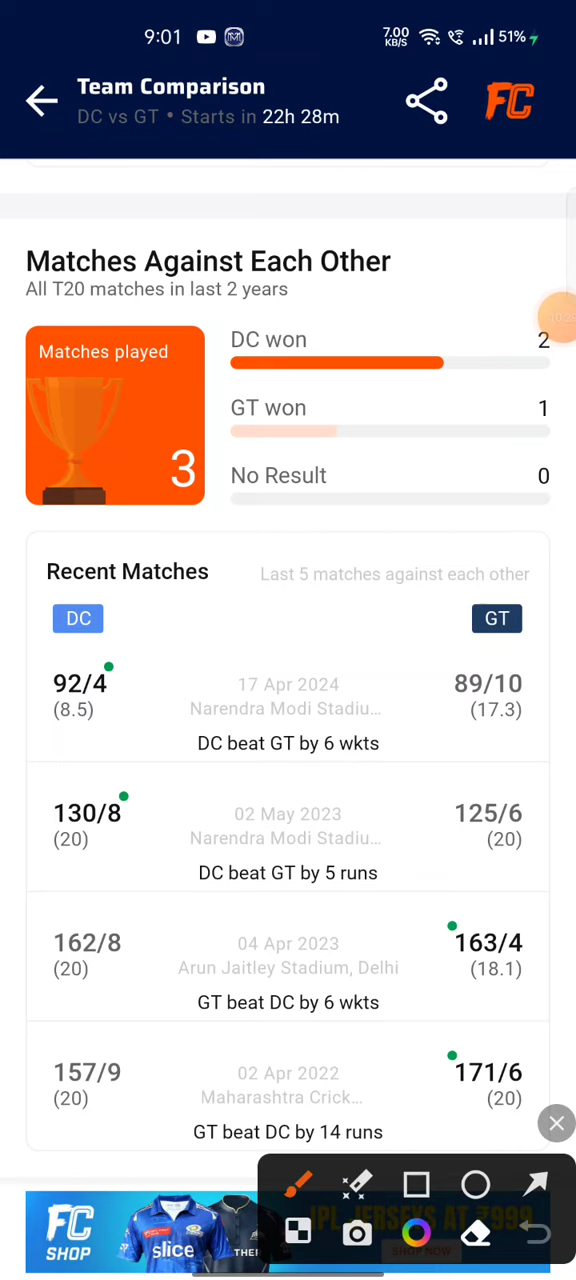 9:01
7.00
KB/S
51%
Team Comparison
DC vs GT • Starts in 22h 28m
FC
Matches Against Each Other
All T20 matches in last 2 years
Matches played
3
DC won 2
GT won 1
No Result 0
Recent Matches
Last 5 matches against each other
DC GT
92/4 17 Apr 2024 89/10
(8.5) Narendra Modi Stadiu... (17.3)
DC beat GT by 6 wkts
130/8 02 May 2023 125/6
(20) Narendra Modi Stadiu... (20)
DC beat GT by 5 runs
162/8 04 Apr 2023 163/4
(20) Arun Jaitley Stadium, Delhi (18.1)
GT beat DC by 6 wkts
157/9 02 Apr 2022 171/6
(20) Maharashtra Crick... (20)
GT beat DC by 14 runs
FC
SHOP
slice
IPL JERSEYS AT ₹999
SHOP NOW